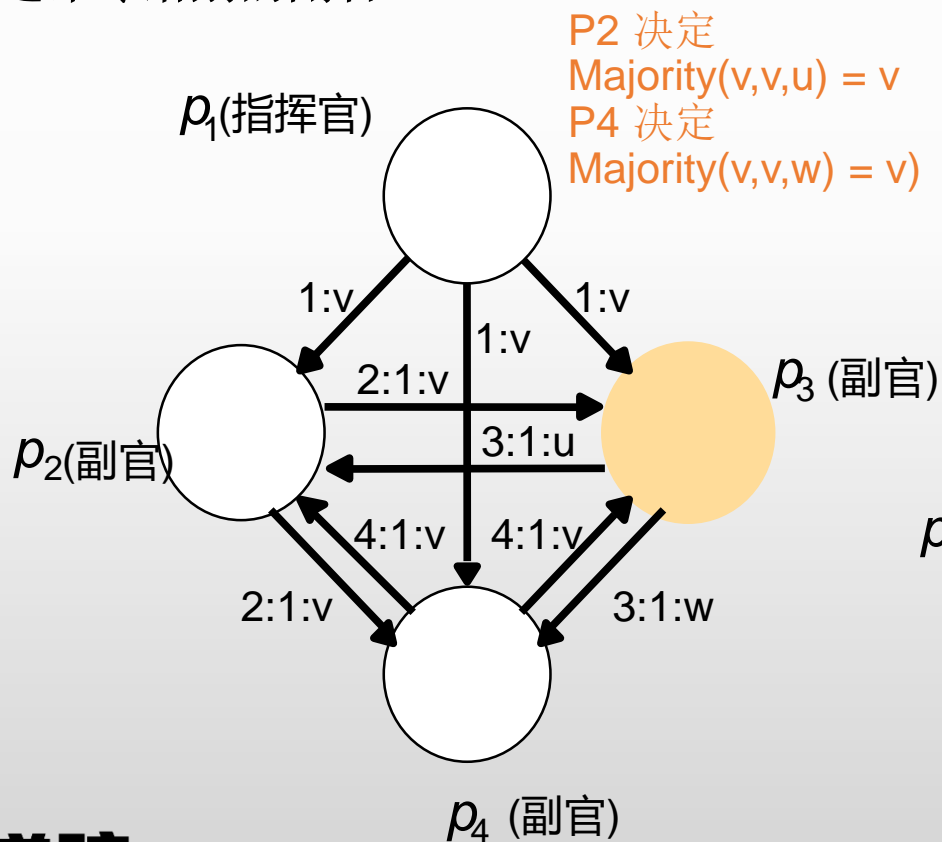 P2 决定
Majority(v,v,u) = v
P4 决定
Majority(v,v,w) = v)
p1(指挥官)
1:v
1:v
1:v
2:1:v
p3 (副官)
3:1:u
p2(副官)
4:1:v
4:1:v
p
2:1:v
3:1:w
p4 (副官)